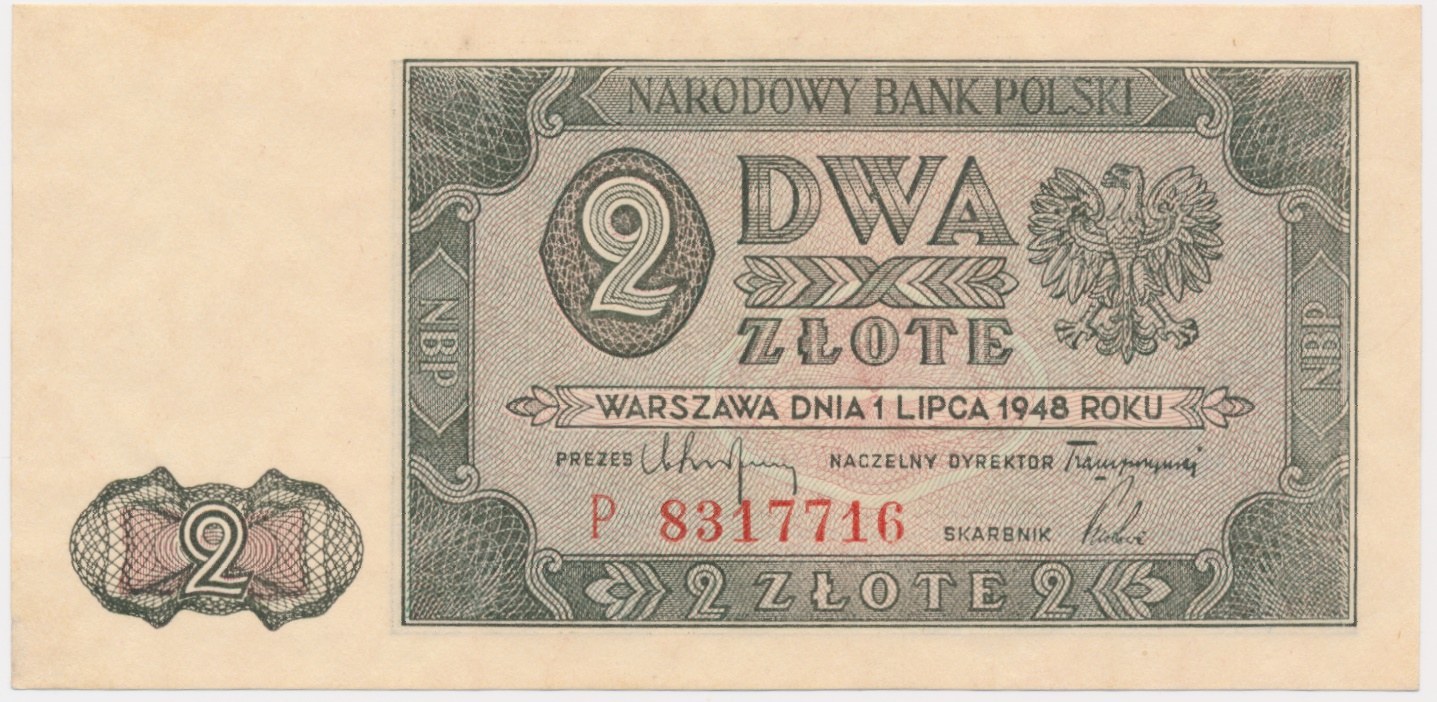 NARODOWY BANK POLSKI
2
DWA
ZŁOTE
NBP
NBP
WARSZAWA DNIA 1 LIPCA 1948 ROKU
PREZES NACZELNY DYREKTOR
P 8317716 SKARBNIK
2
2 ZŁOTE 2